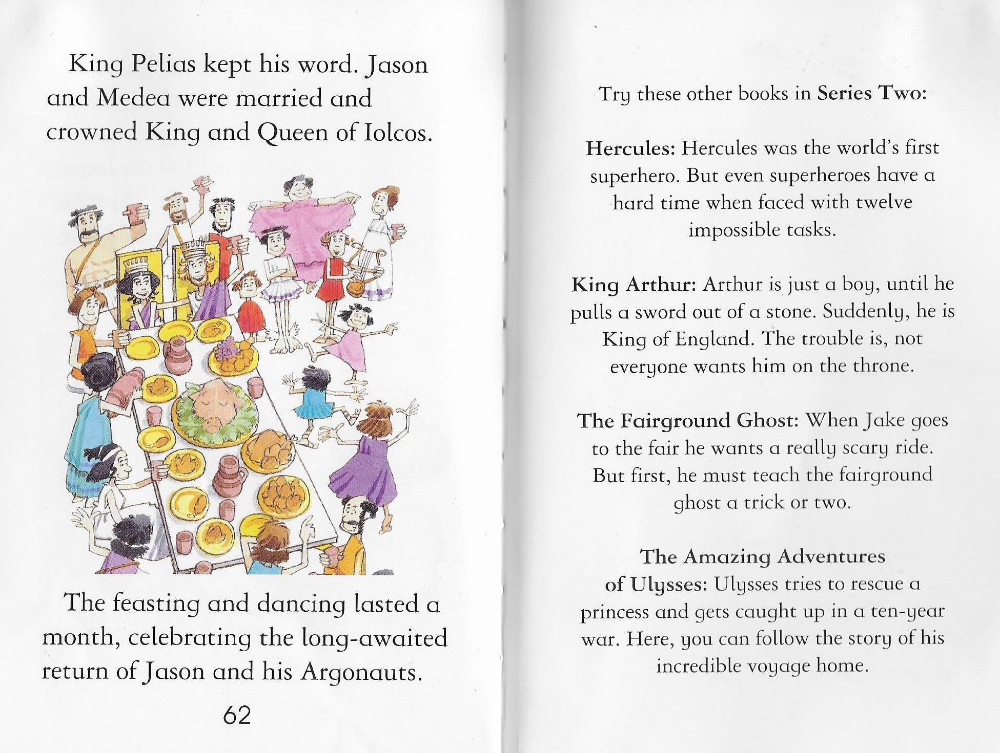 King Pelias kept his word. Jason
and Medea were married and
crowned King and Queen of Iolcos.
The feasting and dancing lasted a
month, celebrating the long-awaited
return of Jason and his Argonauts.
62
Try these other books in Series Two:
Hercules: Hercules was the world's first
superhero. But even superheroes have a
hard time when faced with twelve
impossible tasks.
King Arthur: Arthur is just a boy, until he
pulls a sword out of a stone. Suddenly, he is
King of England. The trouble is, not
everyone wants him on the throne.
The Fairground Ghost: When Jake goes
to the fair he wants a really scary ride.
But first, he must teach the fairground
ghost a trick or two.
The Amazing Adventures
of Ulysses: Ulysses tries to rescue a
princess and gets caught up in a ten-year
war. Here, you can follow the story of his
incredible voyage home.